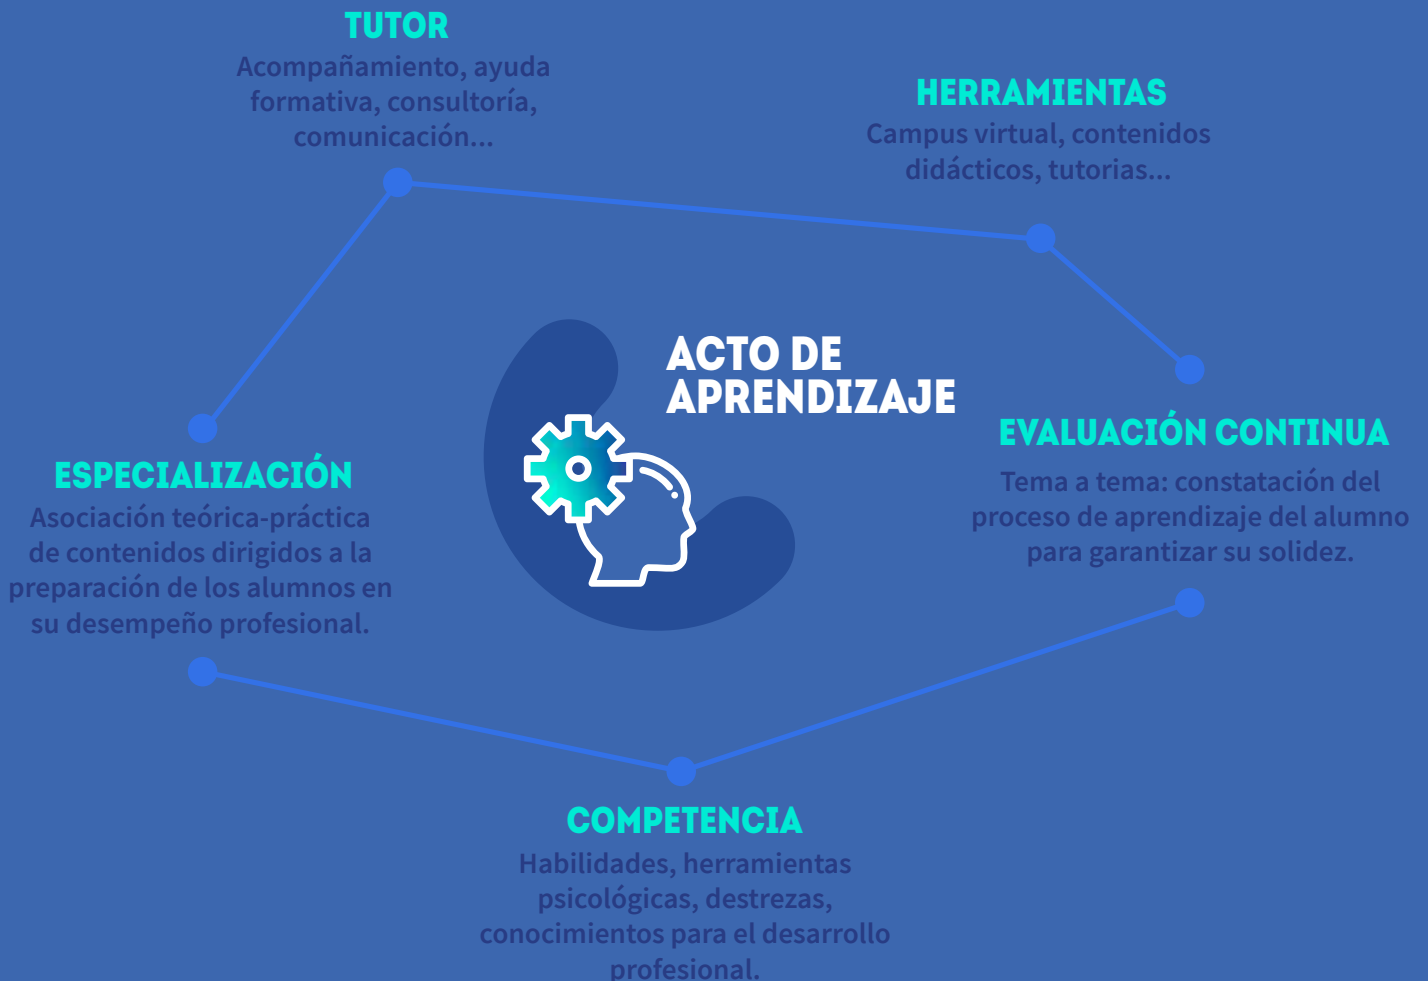 TUTOR
Acompañamiento, ayuda
formativa, consultoría,
comunicación...
HERRAMIENTAS
Campus virtual, contenidos
didácticos, tutorias...
ACTO DE
APRENDIZAJE
EVALUACIÓN CONTINUA
Tema a tema: constatación del
proceso de aprendizaje del alumno
para garantizar su solidez.
ESPECIALIZACIÓN
Asociación teórica-práctica
de contenidos dirigidos a la
preparación de los alumnos en
su desempeño profesional.
COMPETENCIA
Habilidades, herramientas
psicológicas, destrezas,
conocimientos para el desarrollo
profesional.